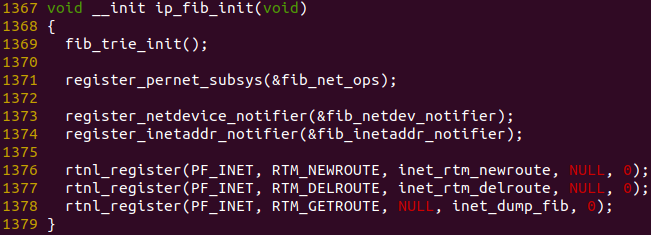 1367 void __init ip_fib_init(void)
1368 {
1369   fib_trie_init();
1370
1371   register_pernet_subsys(&fib_net_ops);
1372
1373   register_netdevice_notifier(&fib_netdev_notifier);
1374   register_inetaddr_notifier(&fib_inetaddr_notifier);
1375
1376   rtnl_register(PF_INET, RTM_NEWROUTE, inet_rtm_newroute, NULL, 0);
1377   rtnl_register(PF_INET, RTM_DELROUTE, inet_rtm_delroute, NULL, 0);
1378   rtnl_register(PF_INET, RTM_GETROUTE, NULL, inet_dump_fib, 0);
1379 }